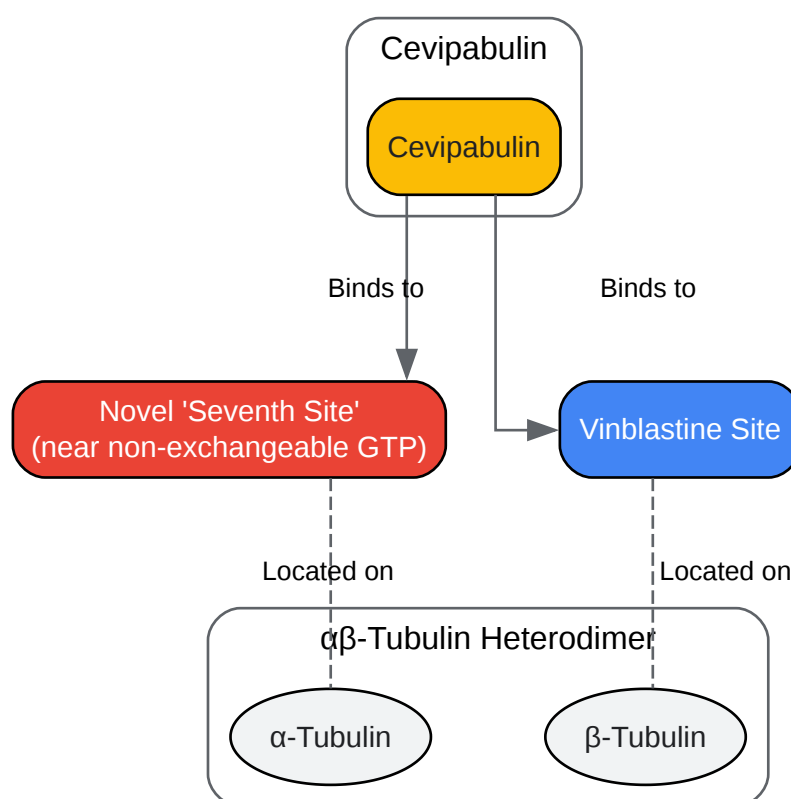 Cevipabulin
Cevipabulin
Binds to
Binds to
Novel 'Seventh Site'
(near non-exchangeable GTP)
Vinblastine Site
Located on
Located on
αβ-Tubulin Heterodimer
α-Tubulin
β-Tubulin